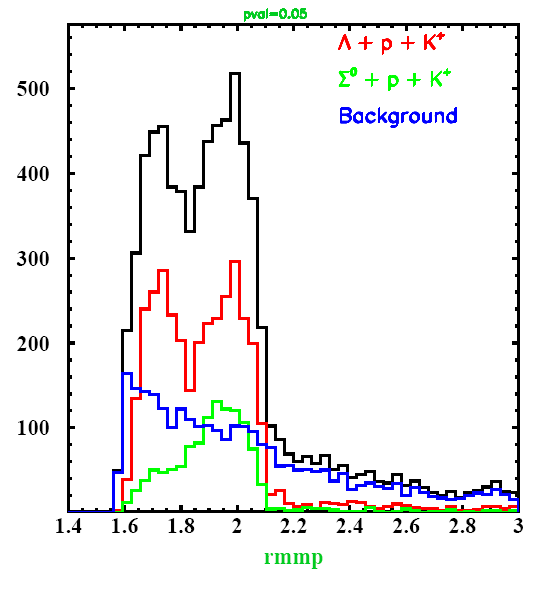 pval=0.05
Λ + p + K⁺
Σ⁰ + p + K⁺
Background
500
400
300
200
100
1.4 1.6 1.8 2 2.2 2.4 2.6 2.8 3
rmmp